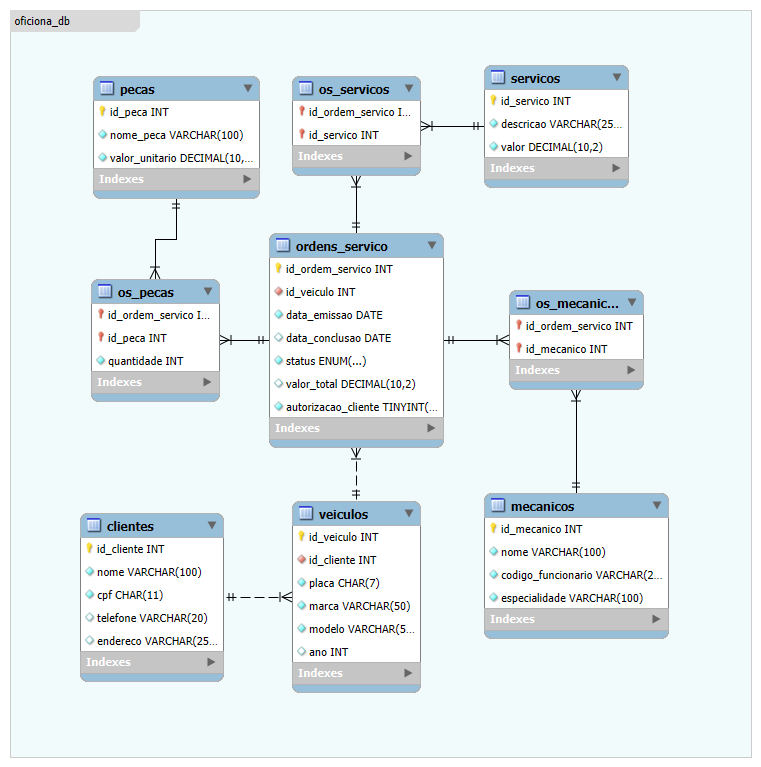 oficiona_db
pecas
id_peca INT
nome_peca VARCHAR(100)
valor_unitario DECIMAL(10,...
Indexes
os_servicos
id_ordem_servico I...
id_servico INT
Indexes
servicos
id_servico INT
descricao VARCHAR(25...
valor DECIMAL(10,2)
Indexes
os_pecas
id_ordem_servico I...
id_peca INT
quantidade INT
Indexes
ordens_servico
id_ordem_servico INT
id_veiculo INT
data_emissao DATE
data_conclusao DATE
status ENUM(...)
valor_total DECIMAL(10,2)
autorizacao_cliente TINYINT(...
Indexes
os_mecanic...
id_ordem_servico INT
id_mecanico INT
Indexes
clientes
id_cliente INT
nome VARCHAR(100)
cpf CHAR(11)
telefone VARCHAR(20)
endereco VARCHAR(25...
Indexes
veiculos
id_veiculo INT
id_cliente INT
placa CHAR(7)
marca VARCHAR(50)
modelo VARCHAR(5...
ano INT
Indexes
mecanicos
id_mecanico INT
nome VARCHAR(100)
codigo_funcionario VARCHAR(2...
especialidade VARCHAR(100)
Indexes